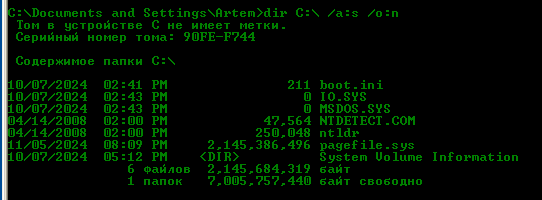 C:\Documents and Settings\Artem>dir C:\ /a:s /o:n
Том в устройстве C не имеет метки.
Серийный номер тома: 90FE-F744
Содержимое папки C:\
10/07/2024 02:41 PM 211 boot.ini
10/07/2024 02:43 PM 0 IO.SYS
10/07/2024 02:43 PM 0 MSDOS.SYS
04/14/2008 02:00 PM 47,564 NTDETECT.COM
04/14/2008 02:00 PM 250,048 ntldr
11/05/2024 08:09 PM 2,145,386,496 pagefile.sys
10/07/2024 05:12 PM <DIR> System Volume Information
6 файлов 2,145,684,319 байт
1 папок 7,005,757,440 байт свободно